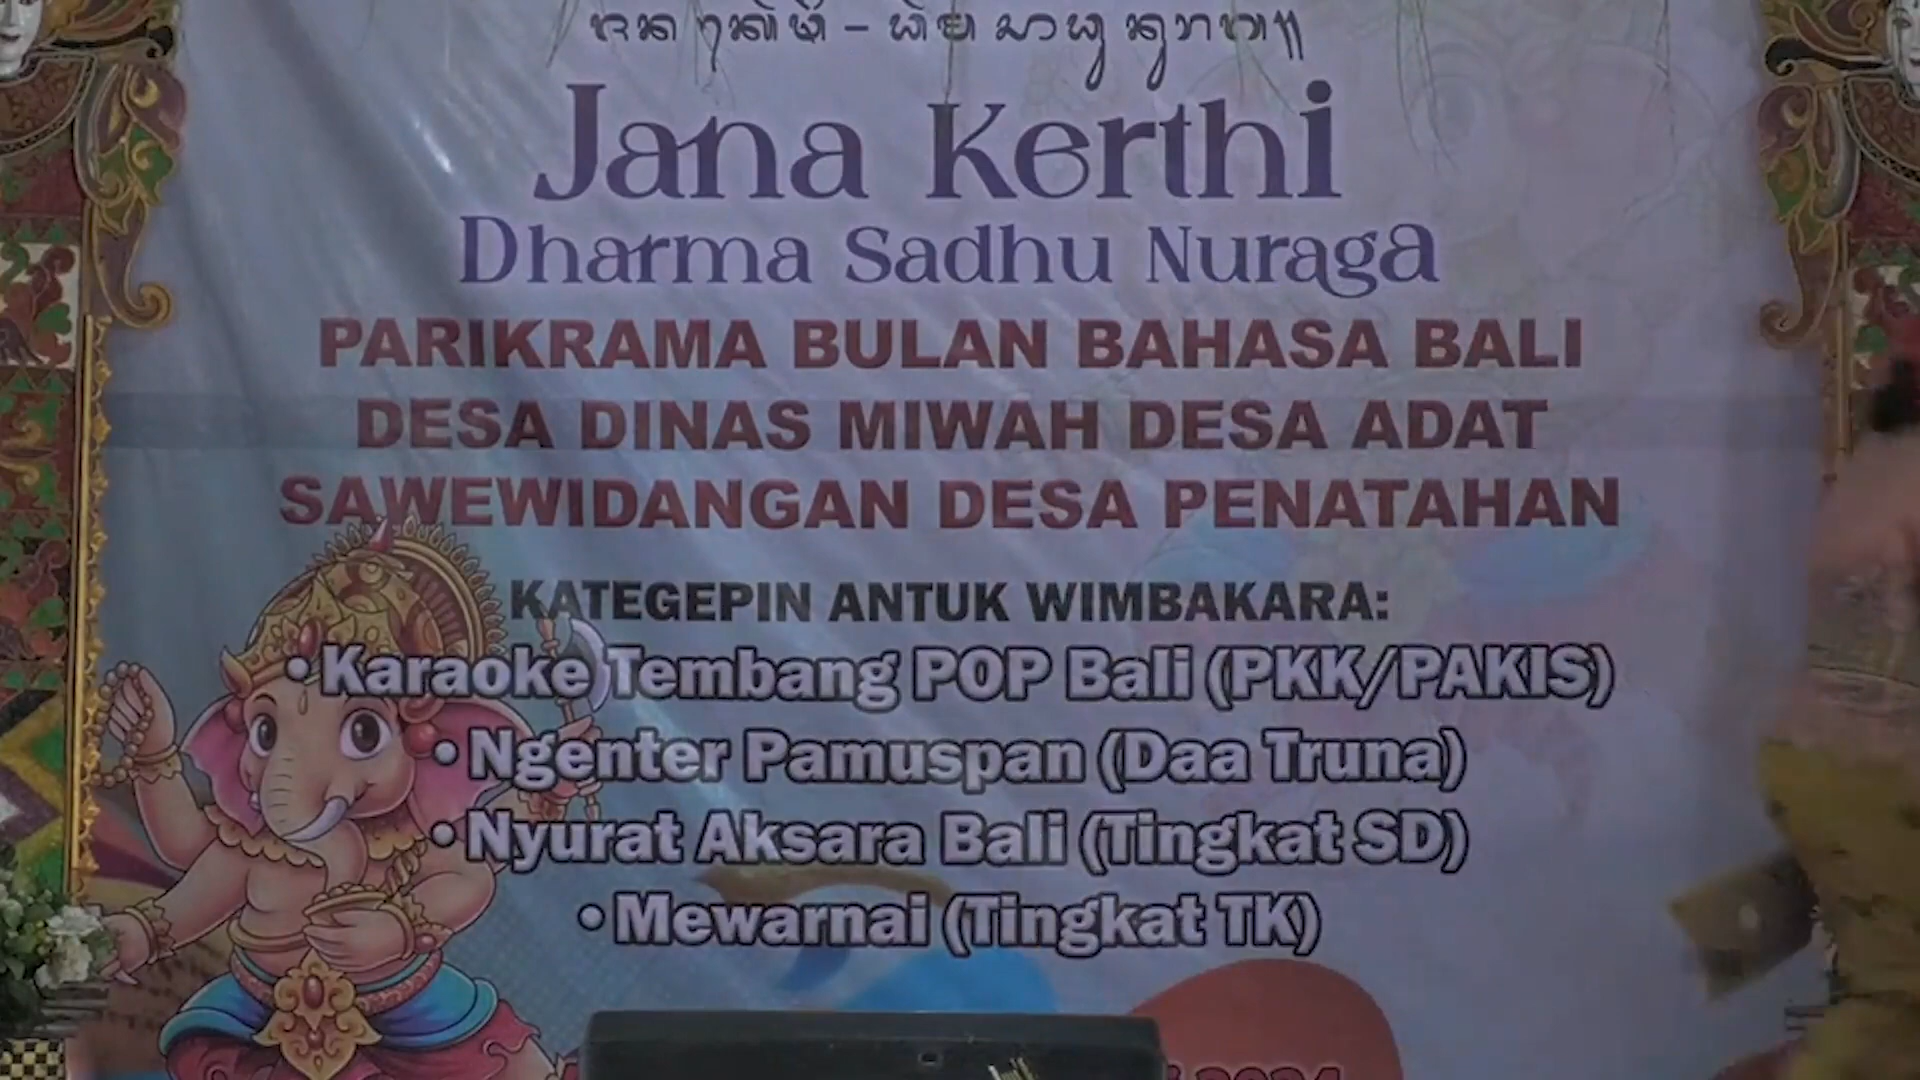 Jana Kerthi
Dharma Sadhu Nuraga
PARIKRAMA BULAN BAHASA BALI
DESA DINAS MIWAH DESA ADAT
SAWEWIDANGAN DESA PENATAHAN
KATEGEPIN ANTUK WIMBAKARA:
• Karaoke Tembang POP Bali (PKK/PAKIS)
• Ngenter Pamuspan (Daa Truna)
• Nyurat Aksara Bali (Tingkat SD)
• Mewarnai (Tingkat TK)
2024